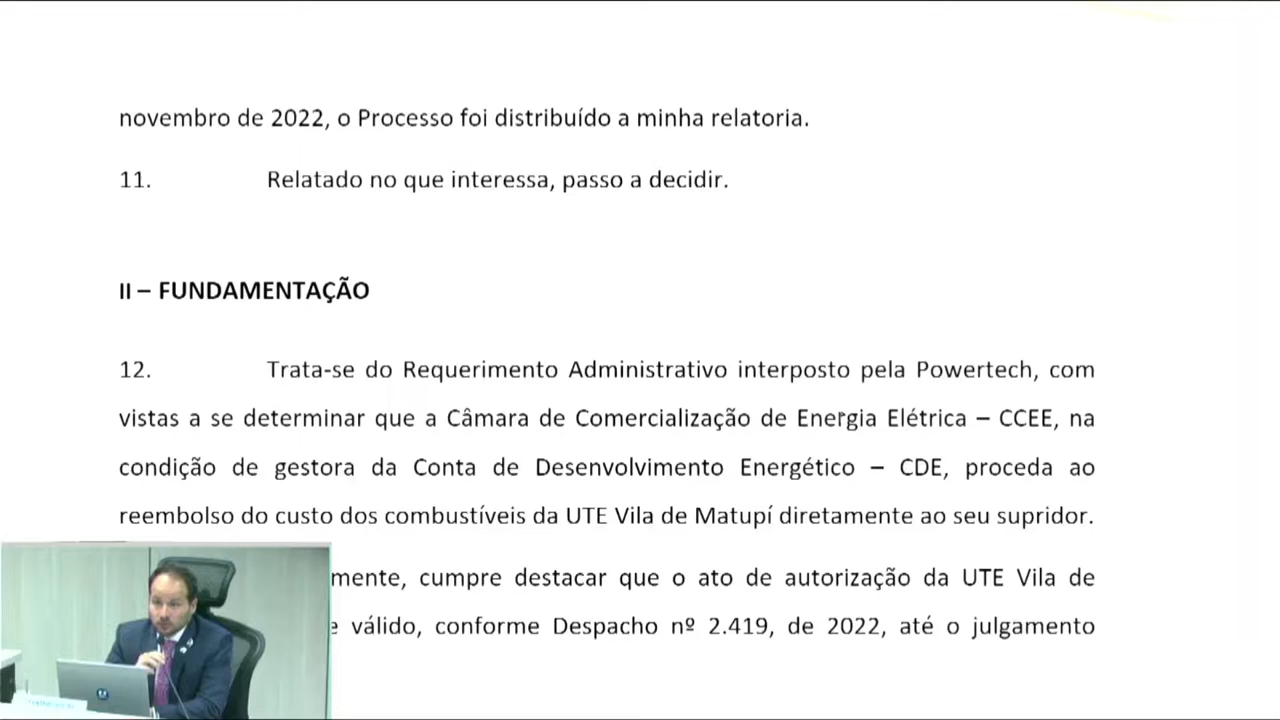 novembro de 2022, o Processo foi distribuído a minha relatoria.
11. Relatado no que interessa, passo a decidir.
II – FUNDAMENTAÇÃO
12. Trata-se do Requerimento Administrativo interposto pela Powertech, com
vistas a se determinar que a Câmara de Comercialização de Energia Elétrica – CCEE, na
condição de gestora da Conta de Desenvolvimento Energético – CDE, proceda ao
reembolso do custo dos combustíveis da UTE Vila de Matupí diretamente ao seu supridor.
mente, cumpre destacar que o ato de autorização da UTE Vila de
e válido, conforme Despacho nº 2.419, de 2022, até o julgamento